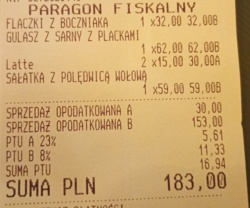 PARAGON FISKALNY
FLACZKI Z BOCZNIAKA 1 x32,00 32,00B
GULASZ Z SARNY Z PLACKAMI
1 x62,00 62,00B
Latte 2 x15,00 30,00A
SAŁATKA Z POLĘDWICĄ WOŁOWĄ
1 x59,00 59,00B
SPRZEDAŻ OPODATKOWANA A 30,00
SPRZEDAŻ OPODATKOWANA B 153,00
PTU A 23% 5,61
PTU B 8% 11,33
SUMA PTU 16,94
SUMA PLN 183,00